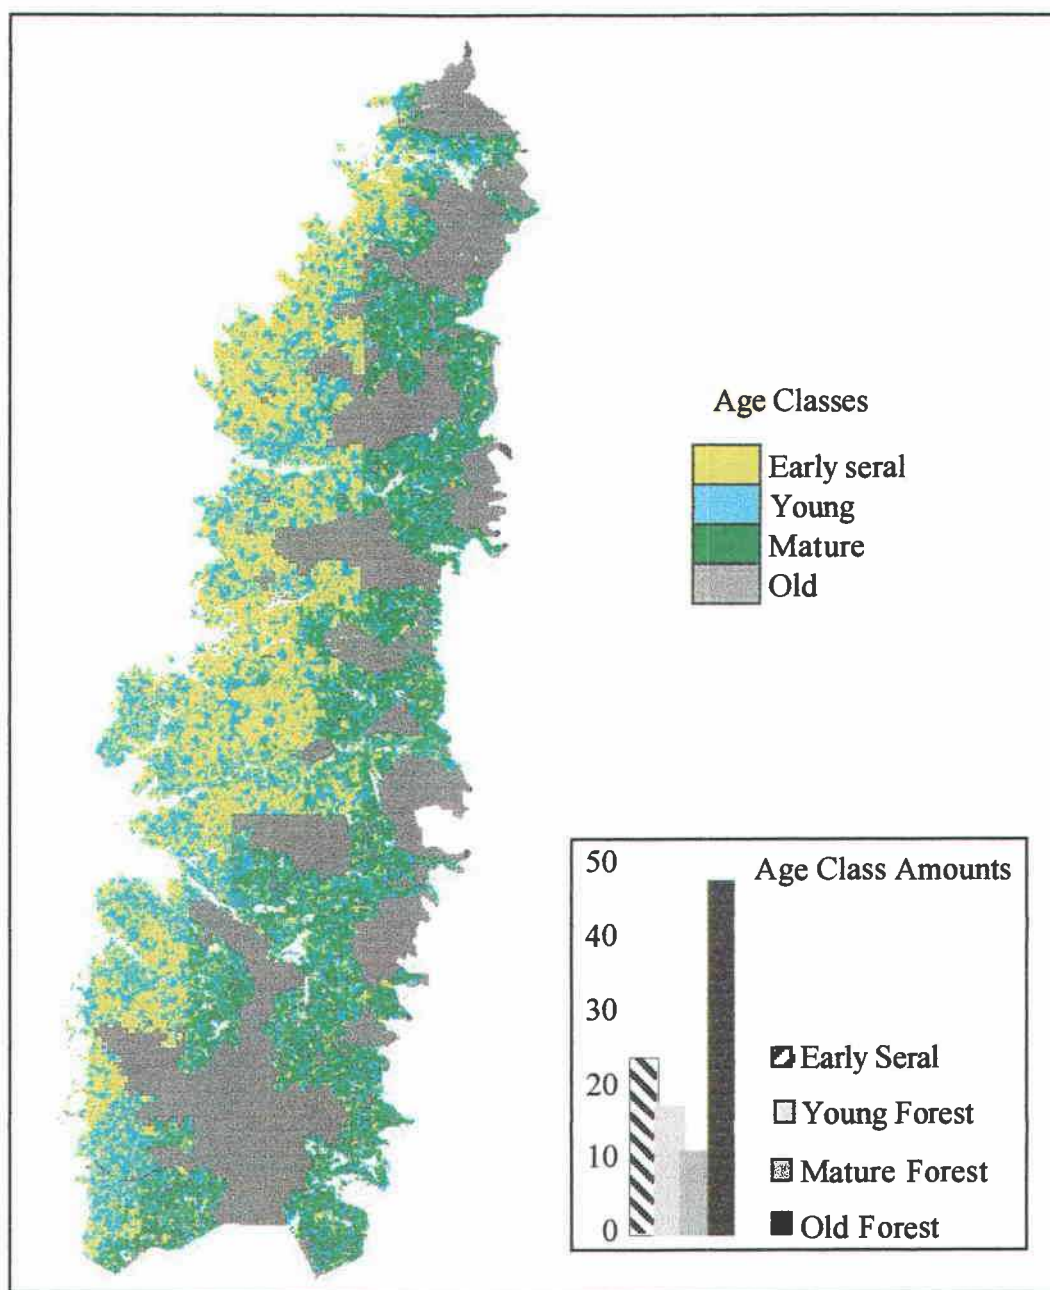 Age Classes
Early seral
Young
Mature
Old
Age Class Amounts
50
40
30
20
10
0
Early Seral
Young Forest
Mature Forest
Old Forest